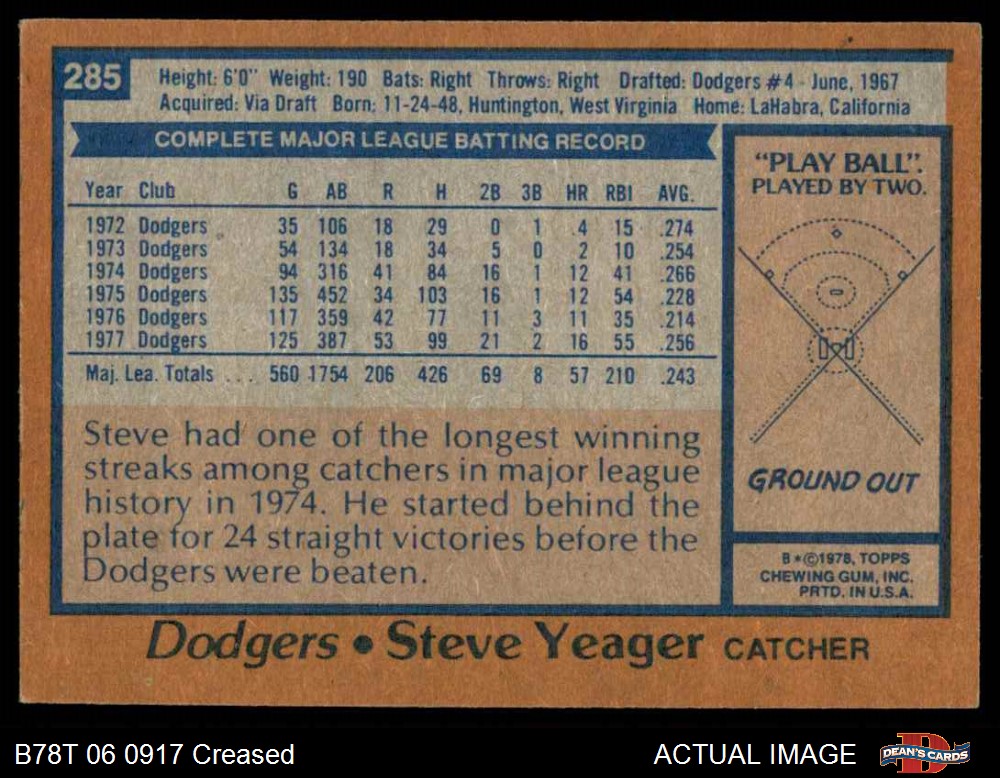 285
Height: 6'0" Weight: 190 Bats: Right Throws: Right Drafted: Dodgers #4 - June, 1967
Acquired: Via Draft Born: 11-24-48, Huntington, West Virginia Home: LaHabra, California
COMPLETE MAJOR LEAGUE BATTING RECORD
Year Club G AB R H 2B 3B HR RBI AVG.
1972 Dodgers 35 106 18 29 0 1 4 15 .274
1973 Dodgers 54 134 18 34 5 0 2 10 .254
1974 Dodgers 94 316 41 84 16 1 12 41 .266
1975 Dodgers 135 452 34 103 16 1 12 54 .228
1976 Dodgers 117 359 42 77 11 3 11 35 .214
1977 Dodgers 125 387 53 99 21 2 16 55 .256
Maj. Lea. Totals ... 560 1754 206 426 69 8 57 210 .243
Steve had one of the longest winning
streaks among catchers in major league
history in 1974. He started behind the
plate for 24 straight victories before the
Dodgers were beaten.
"PLAY BALL".
PLAYED BY TWO.
GROUND OUT
B*©1978, TOPPS
CHEWING GUM, INC.
PRTD. IN U.S.A.
Dodgers • Steve Yeager CATCHER
B78T 06 0917 Creased
ACTUAL IMAGE
DEAN'S CARDS